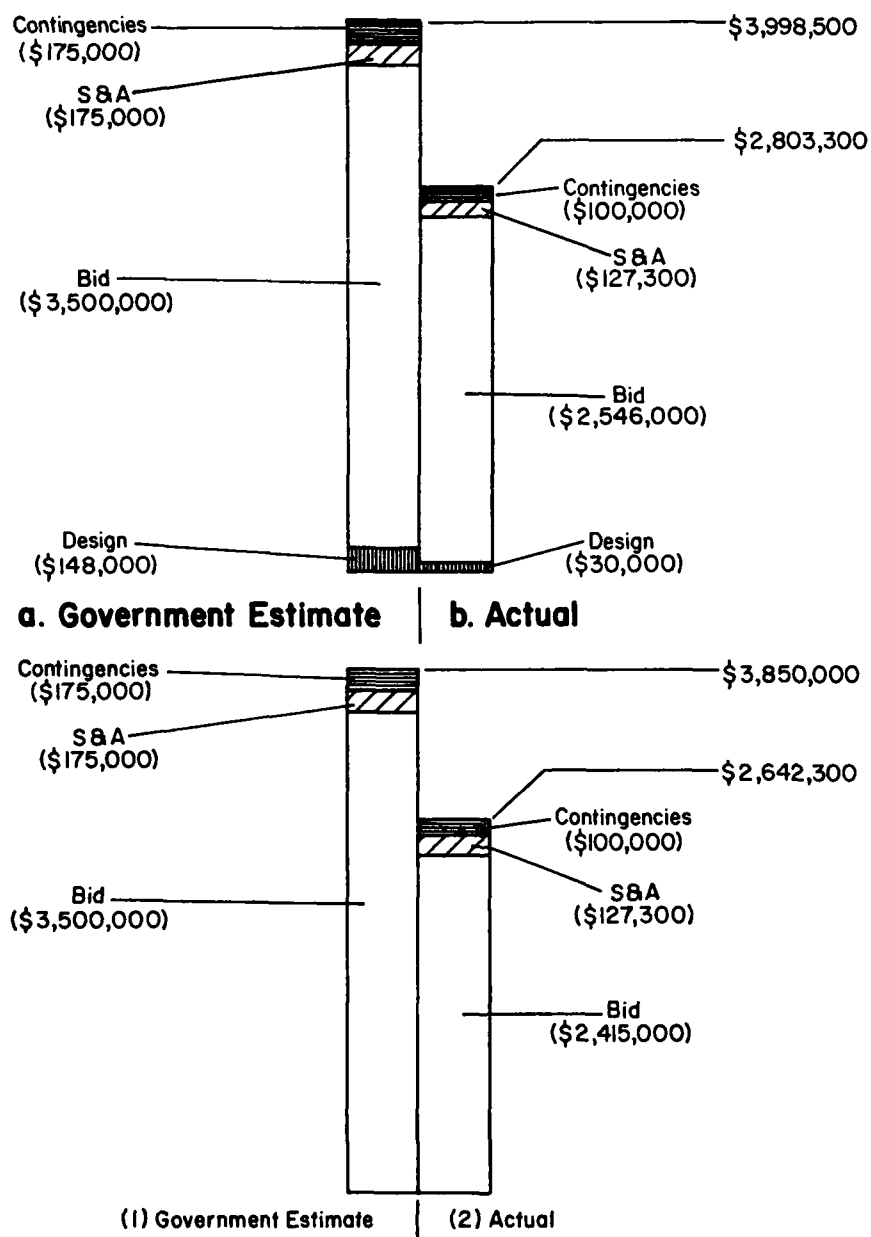 Contingencies
($175,000)
$3,998,500
S&A
($175,000)
$2,803,300
Contingencies
($100,000)
S&A
($127,300)
Bid
($3,500,000)
Bid
($2,546,000)
Design
($148,000)
Design
($30,000)
a. Government Estimate
b. Actual
Contingencies
($175,000)
$3,850,000
S&A
($175,000)
$2,642,300
Contingencies
($100,000)
S&A
($127,300)
Bid
($3,500,000)
Bid
($2,415,000)
(1) Government Estimate
(2) Actual